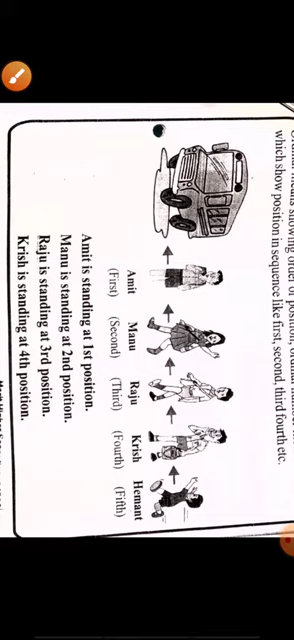 which show position in sequence like first, second, third fourth etc.
Amit Manu Raju Krish Hemant
(First) (Second) (Third) (Fourth) (Fifth)
Amit is standing at 1st position.
Manu is standing at 2nd position.
Raju is standing at 3rd position.
Krish is standing at 4th position.